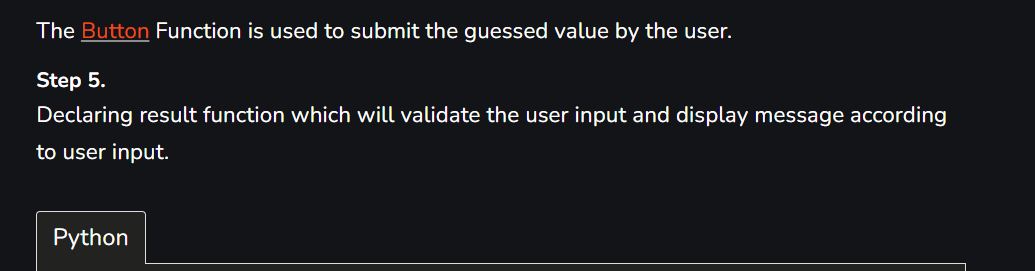 The Button Function is used to submit the guessed value by the user.
Step 5.
Declaring result function which will validate the user input and display message according
to user input.
Python